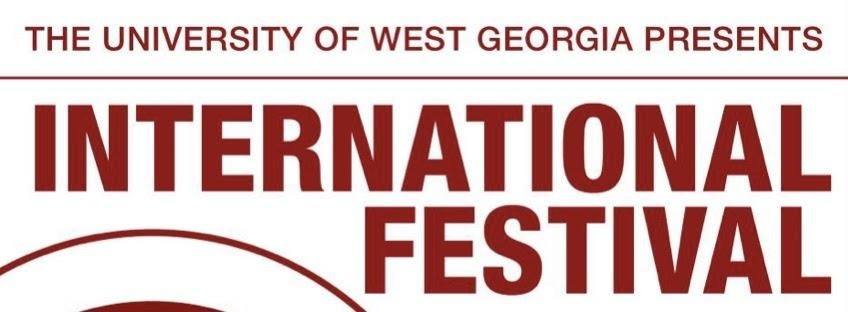 THE UNIVERSITY OF WEST GEORGIA PRESENTS
INTERNATIONAL
FESTIVAL